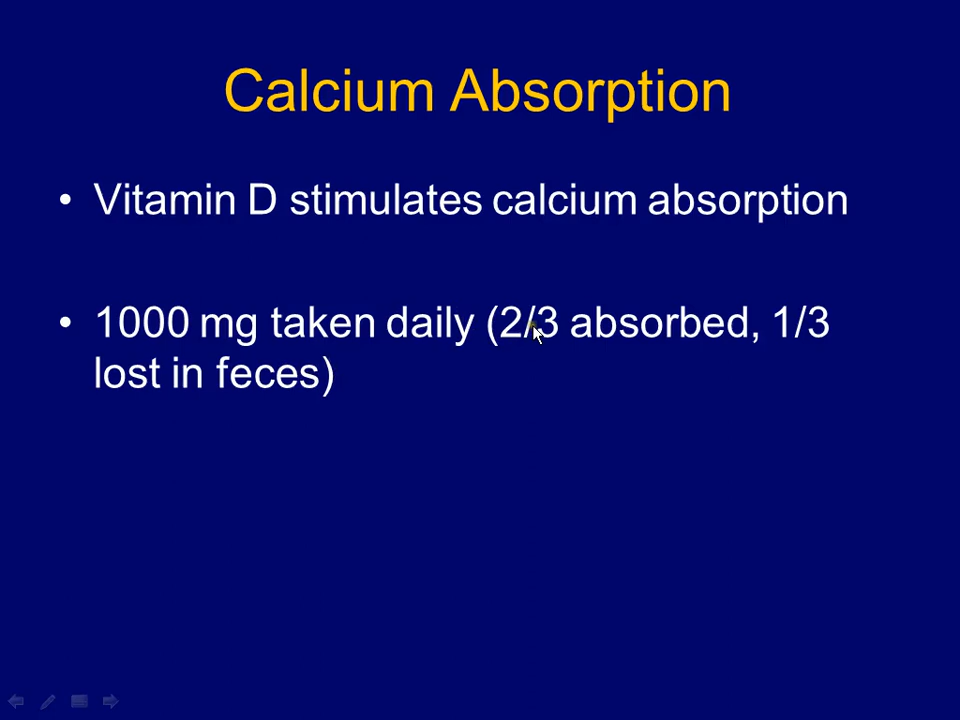 Calcium Absorption
• Vitamin D stimulates calcium absorption
• 1000 mg taken daily (2/3 absorbed, 1/3
lost in feces)